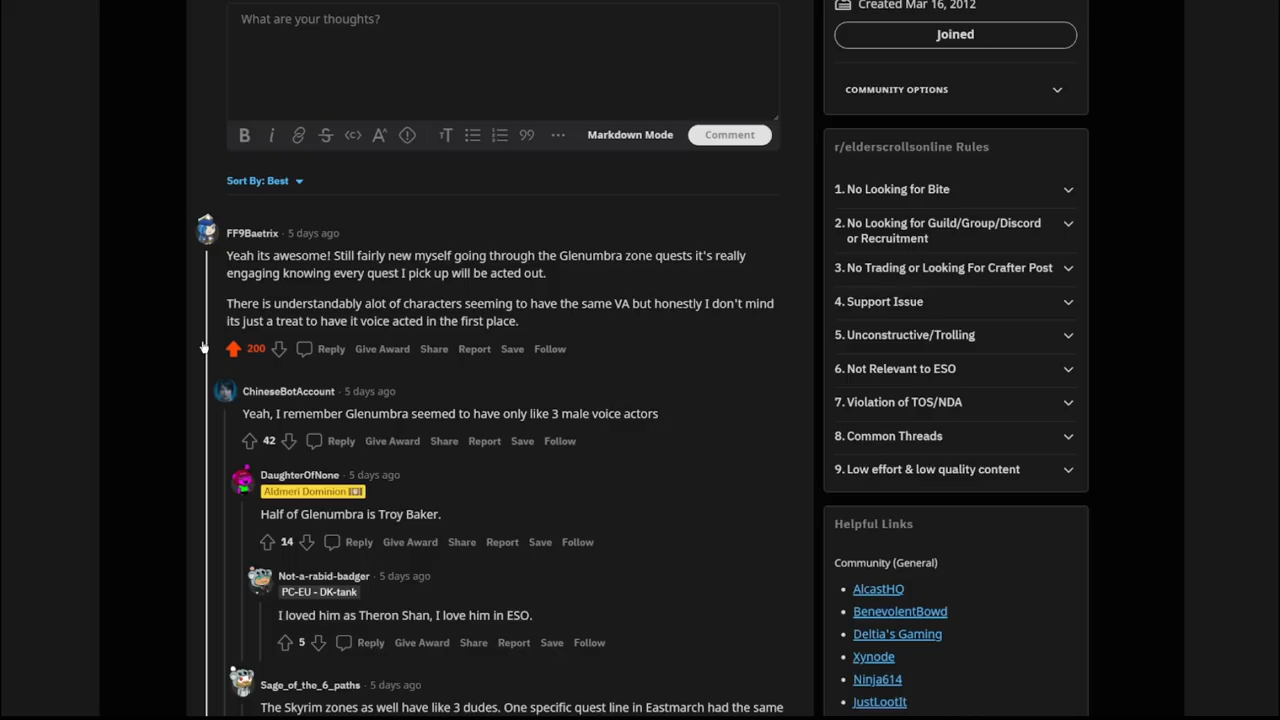 What are your thoughts?
Markdown Mode
Comment
Sort By: Best
FF9Baetrix · 5 days ago
Yeah its awesome! Still fairly new myself going through the Glenumbra zone quests it's really
engaging knowing every quest I pick up will be acted out.
There is understandably alot of characters seeming to have the same VA but honestly I don't mind
its just a treat to have it voice acted in the first place.
200 Reply Give Award Share Report Save Follow
ChineseBotAccount · 5 days ago
Yeah, I remember Glenumbra seemed to have only like 3 male voice actors
42 Reply Give Award Share Report Save Follow
DaughterOfNone · 5 days ago
Aldmeri Dominion
Half of Glenumbra is Troy Baker.
14 Reply Give Award Share Report Save Follow
Not-a-rabid-badger · 5 days ago
PC-EU - DK-tank
I loved him as Theron Shan, I love him in ESO.
5 Reply Give Award Share Report Save Follow
Sage_of_the_6_paths · 5 days ago
The Skyrim zones as well have like 3 dudes. One specific quest line in Eastmarch had the same
Created Mar 16, 2012
Joined
COMMUNITY OPTIONS
r/elderscrollsonline Rules
1. No Looking for Bite
2. No Looking for Guild/Group/Discord
or Recruitment
3. No Trading or Looking For Crafter Post
4. Support Issue
5. Unconstructive/Trolling
6. Not Relevant to ESO
7. Violation of TOS/NDA
8. Common Threads
9. Low effort & low quality content
Helpful Links
Community (General)
AlcastHQ
BenevolentBowd
Deltia's Gaming
Xynode
Ninja614
JustLootIt